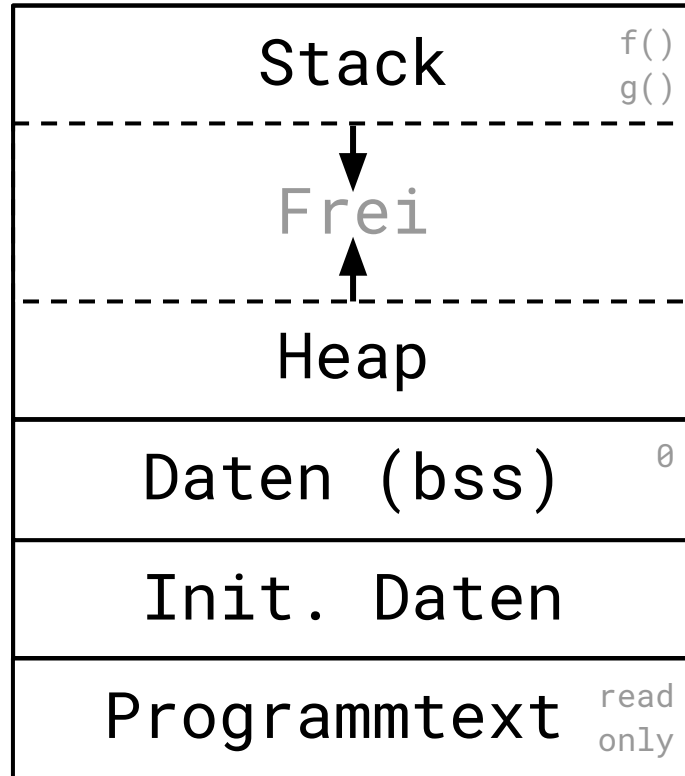 Stack
f()
g()
Frei
Heap
Daten (bss)
0
Init. Daten
Programmtext
read
only